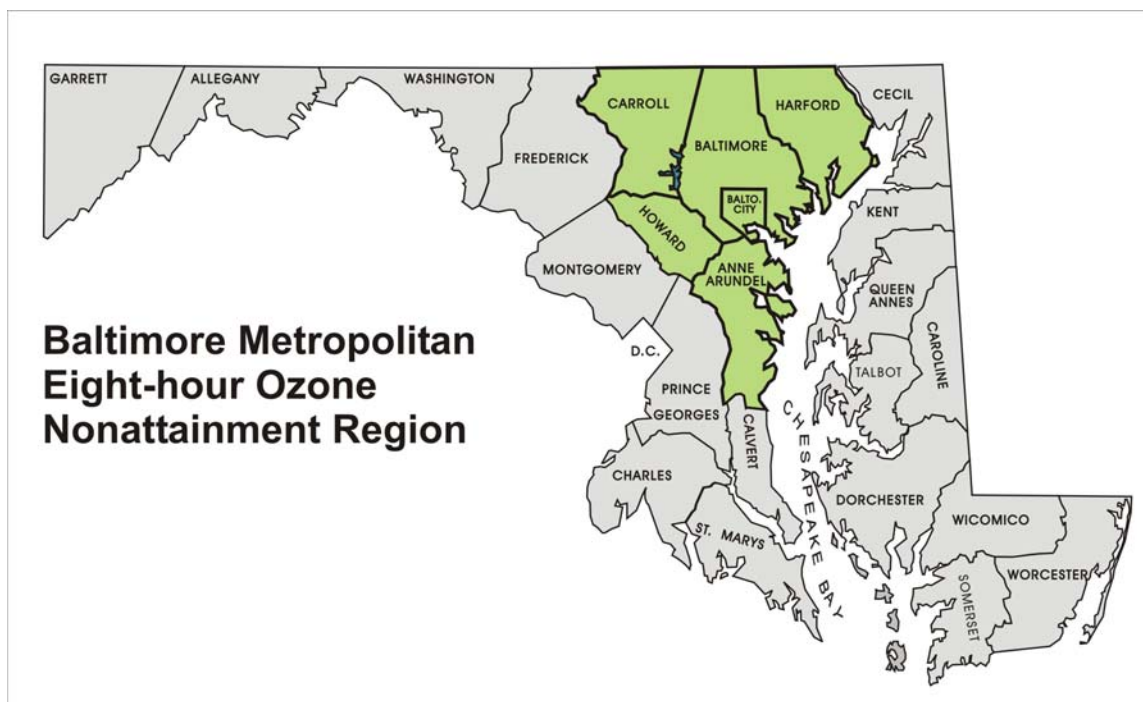 GARRETT
ALLEGANY
WASHINGTON
FREDERICK
CARROLL
BALTIMORE
HARFORD
CECIL
BALTO.
CITY
KENT
HOWARD
MONTGOMERY
ANNE
ARUNDEL
QUEEN
ANNES
CAROLINE
TALBOT
D.C.
Baltimore Metropolitan
Eight-hour Ozone
Nonattainment Region
PRINCE
GEORGES
CALVERT
CHESAPEAKE BAY
CHARLES
ST. MARYS
DORCHESTER
WICOMICO
WORCESTER
SOMERSET